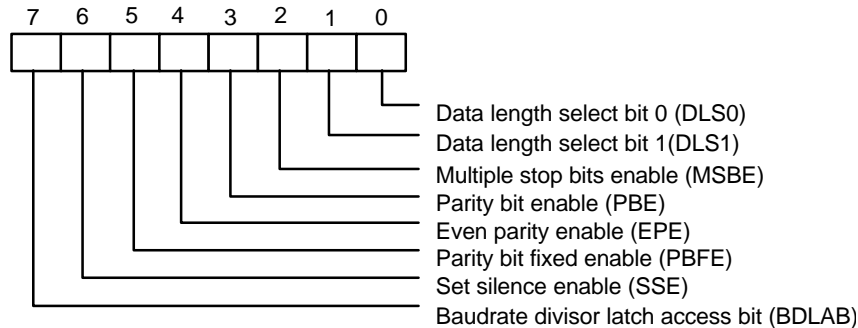 7 6 5 4 3 2 1 0
Data length select bit 0 (DLS0)
Data length select bit 1(DLS1)
Multiple stop bits enable (MSBE)
Parity bit enable (PBE)
Even parity enable (EPE)
Parity bit fixed enable (PBFE)
Set silence enable (SSE)
Baudrate divisor latch access bit (BDLAB)